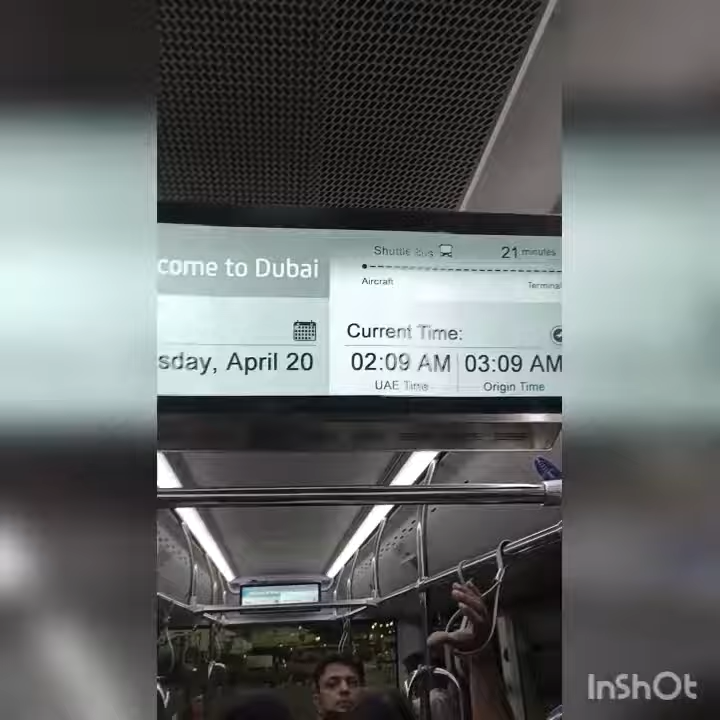 come to Dubai
Shuttle Bus 21 minutes
Aircraft Terminal
sday, April 20
Current Time:
02:09 AM 03:09 AM
UAE Time Origin Time
InShOt